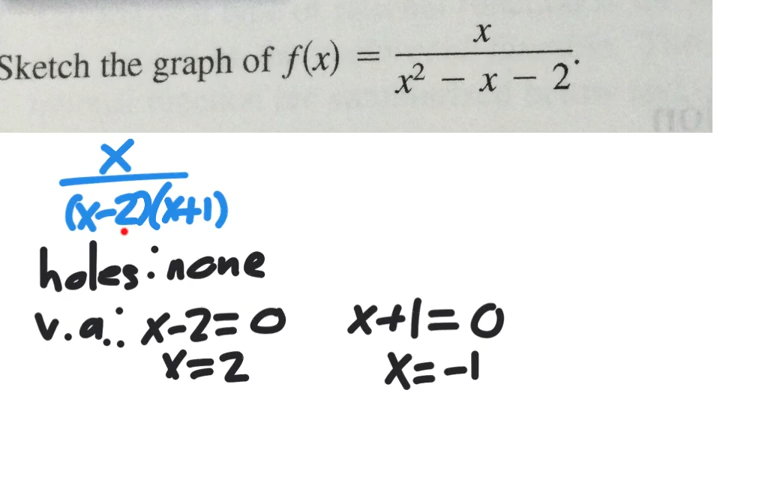 Sketch the graph of f(x) = x / (x² − x − 2).
x / ((x-2)(x+1))
holes: none
v.a.: x-2=0 x+1=0
x=2 x=-1